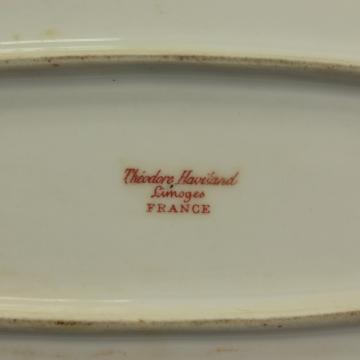 Théodore Haviland
Limoges
FRANCE